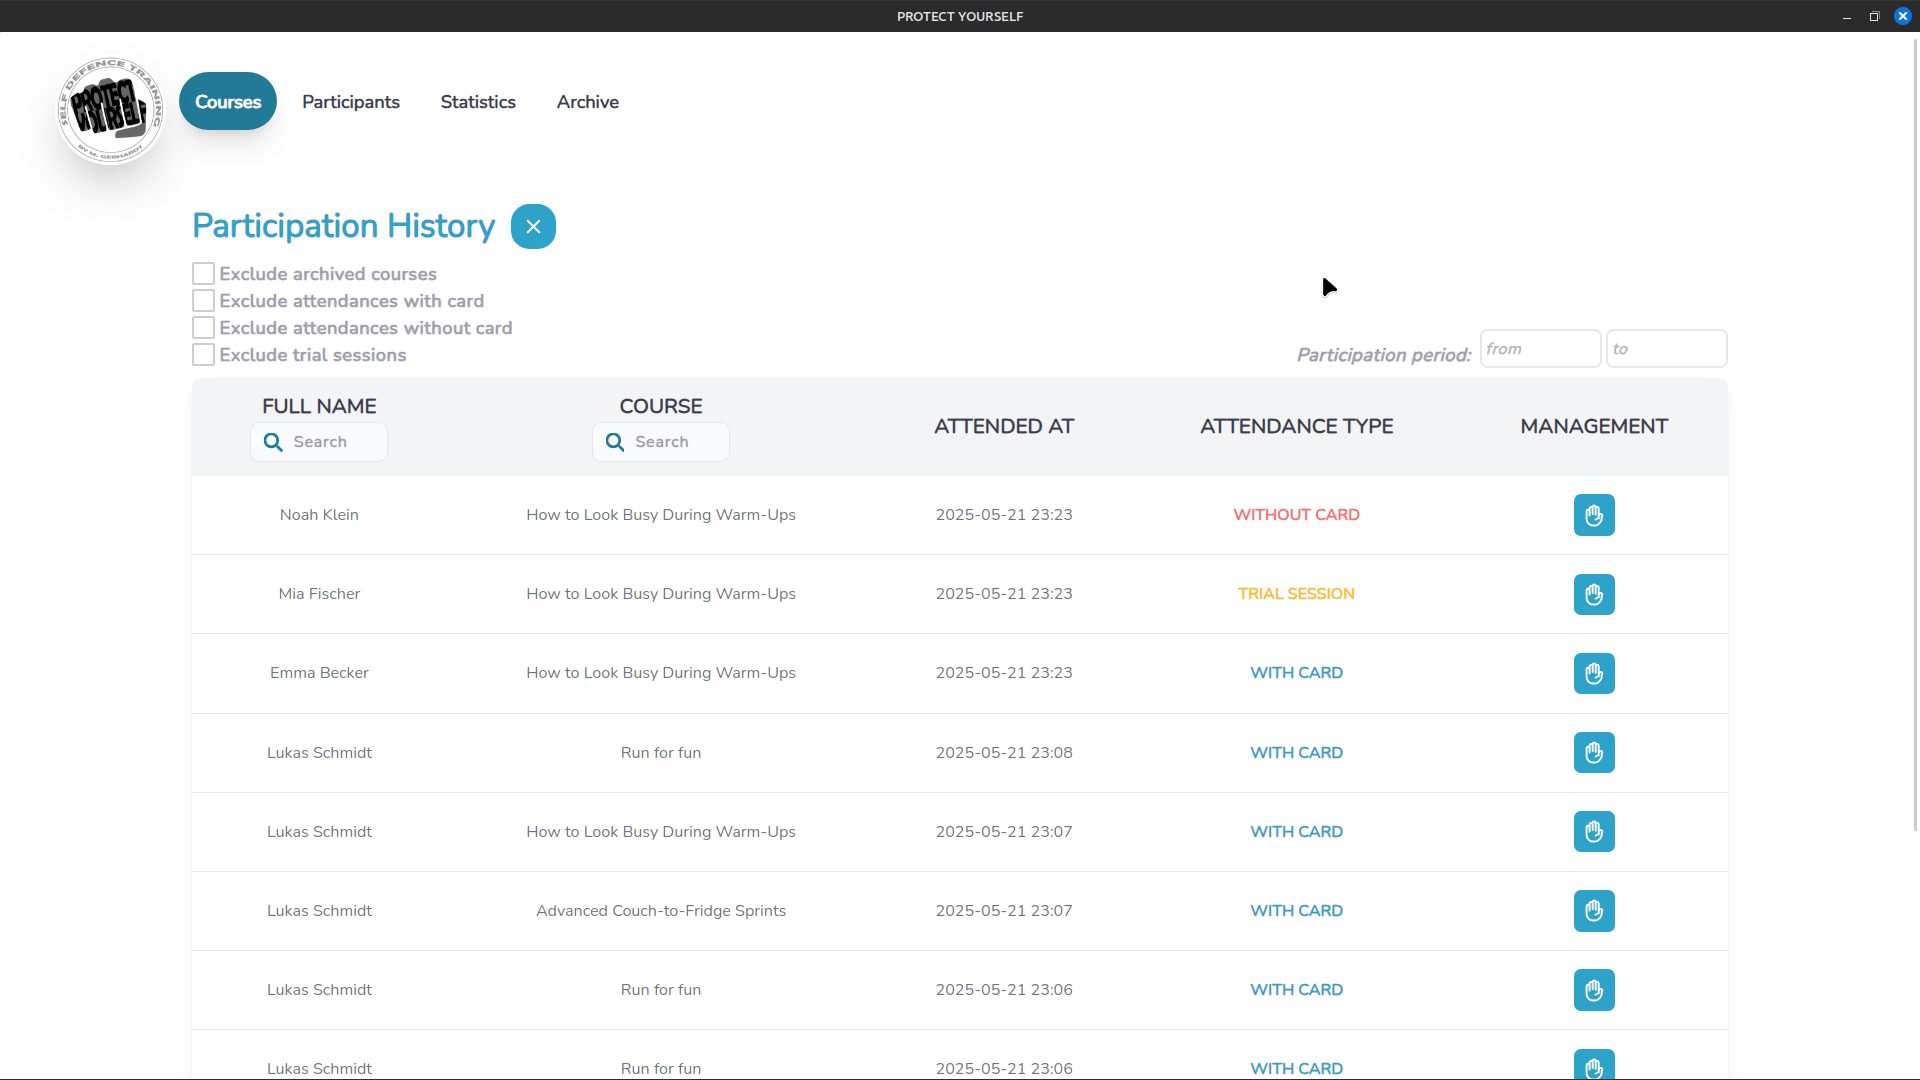 PROTECT YOURSELF
SELF DEFENCE TRAINING
PROTECT
YOURSELF
BY M. GERHARDT
Courses
Participants
Statistics
Archive
Participation History
Exclude archived courses
Exclude attendances with card
Exclude attendances without card
Exclude trial sessions
Participation period: from to
FULL NAME COURSE ATTENDED AT ATTENDANCE TYPE MANAGEMENT
Search Search
Noah Klein How to Look Busy During Warm-Ups 2025-05-21 23:23 WITHOUT CARD
Mia Fischer How to Look Busy During Warm-Ups 2025-05-21 23:23 TRIAL SESSION
Emma Becker How to Look Busy During Warm-Ups 2025-05-21 23:23 WITH CARD
Lukas Schmidt Run for fun 2025-05-21 23:08 WITH CARD
Lukas Schmidt How to Look Busy During Warm-Ups 2025-05-21 23:07 WITH CARD
Lukas Schmidt Advanced Couch-to-Fridge Sprints 2025-05-21 23:07 WITH CARD
Lukas Schmidt Run for fun 2025-05-21 23:06 WITH CARD
Lukas Schmidt Run for fun 2025-05-21 23:06 WITH CARD